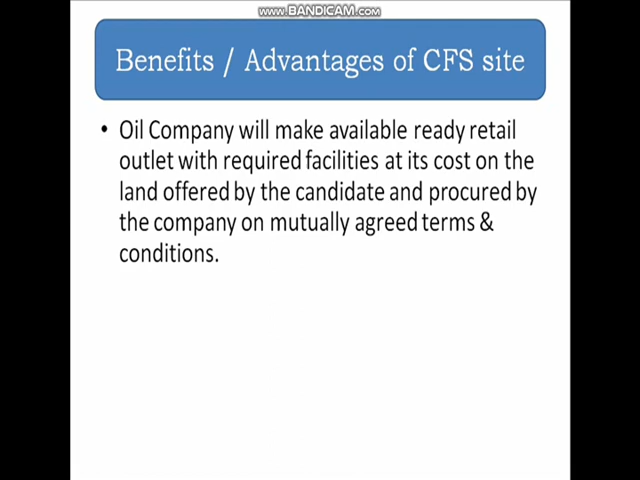 www.BANDICAM.com
Benefits / Advantages of CFS site
• Oil Company will make available ready retail
outlet with required facilities at its cost on the
land offered by the candidate and procured by
the company on mutually agreed terms &
conditions.